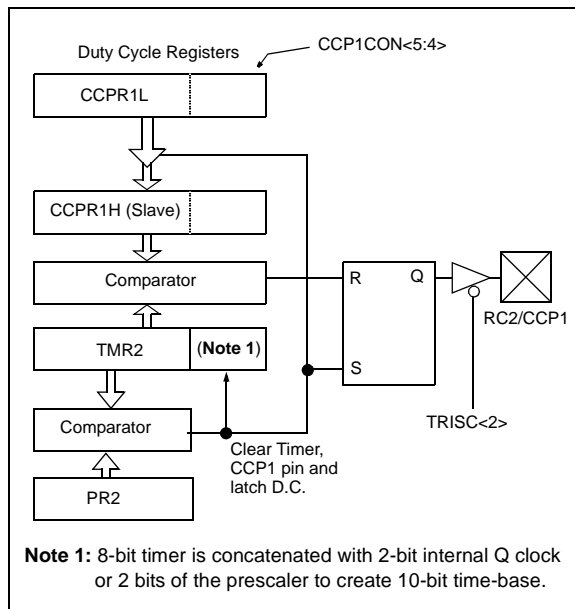 Duty Cycle Registers
CCP1CON<5:4>
CCPR1L
CCPR1H (Slave)
Comparator
R
Q
RC2/CCP1
TMR2
(Note 1)
S
TRISC<2>
Comparator
Clear Timer,
CCP1 pin and
latch D.C.
PR2
Note 1: 8-bit timer is concatenated with 2-bit internal Q clock
or 2 bits of the prescaler to create 10-bit time-base.